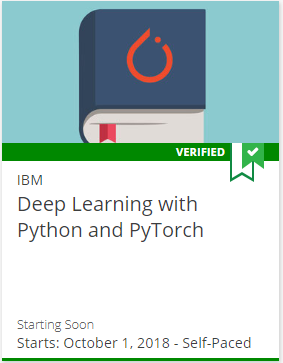 VERIFIED
IBM
Deep Learning with
Python and PyTorch
Starting Soon
Starts: October 1, 2018 - Self-Paced